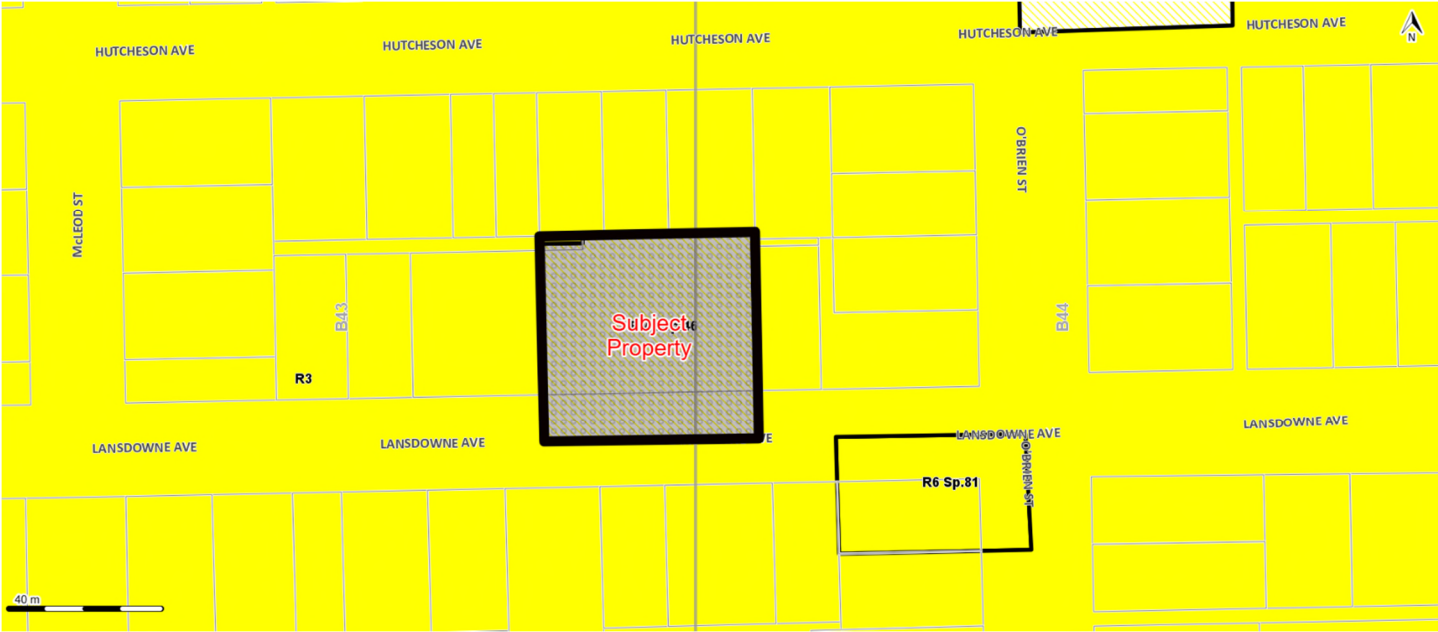 HUTCHESON AVE
HUTCHESON AVE
HUTCHESON AVE
HUTCHESON AVE
HUTCHESON AVE
N
McLEOD ST
O'BRIEN ST
B43
B44
Subject
Property
R3
LANSDOWNE AVE
LANSDOWNE AVE
LANSDOWNE AVE
LANSDOWNE AVE
O'BRIEN ST
R6 Sp.81
40 m